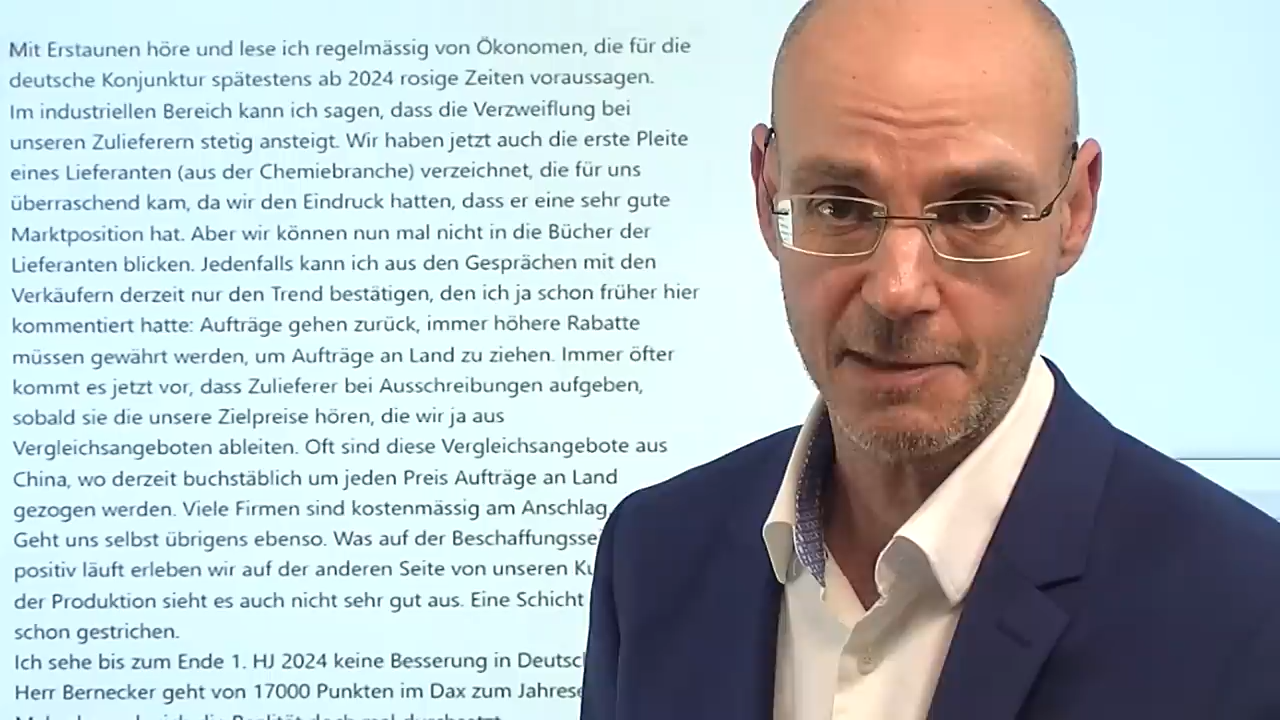 Mit Erstaunen höre und lese ich regelmässig von Ökonomen, die für die
deutsche Konjunktur spätestens ab 2024 rosige Zeiten voraussagen.
Im industriellen Bereich kann ich sagen, dass die Verzweiflung bei
unseren Zulieferern stetig ansteigt. Wir haben jetzt auch die erste Pleite
eines Lieferanten (aus der Chemiebranche) verzeichnet, die für uns
überraschend kam, da wir den Eindruck hatten, dass er eine sehr gute
Marktposition hat. Aber wir können nun mal nicht in die Bücher der
Lieferanten blicken. Jedenfalls kann ich aus den Gesprächen mit den
Verkäufern derzeit nur den Trend bestätigen, den ich ja schon früher hier
kommentiert hatte: Aufträge gehen zurück, immer höhere Rabatte
müssen gewährt werden, um Aufträge an Land zu ziehen. Immer öfter
kommt es jetzt vor, dass Zulieferer bei Ausschreibungen aufgeben,
sobald sie die unsere Zielpreise hören, die wir ja aus
Vergleichsangeboten ableiten. Oft sind diese Vergleichsangebote aus
China, wo derzeit buchstäblich um jeden Preis Aufträge an Land
gezogen werden. Viele Firmen sind kostenmässig am Anschlag.
Geht uns selbst übrigens ebenso. Was auf der
positiv läuft erleben wir auf der anderen Seite von unseren
der Produktion sieht es auch nicht sehr gut aus. Eine Schicht
schon gestrichen.
Ich sehe bis zum Ende 1. HJ 2024 keine Besserung in
Herr Bernecker geht von 17000 Punkten im Dax zum